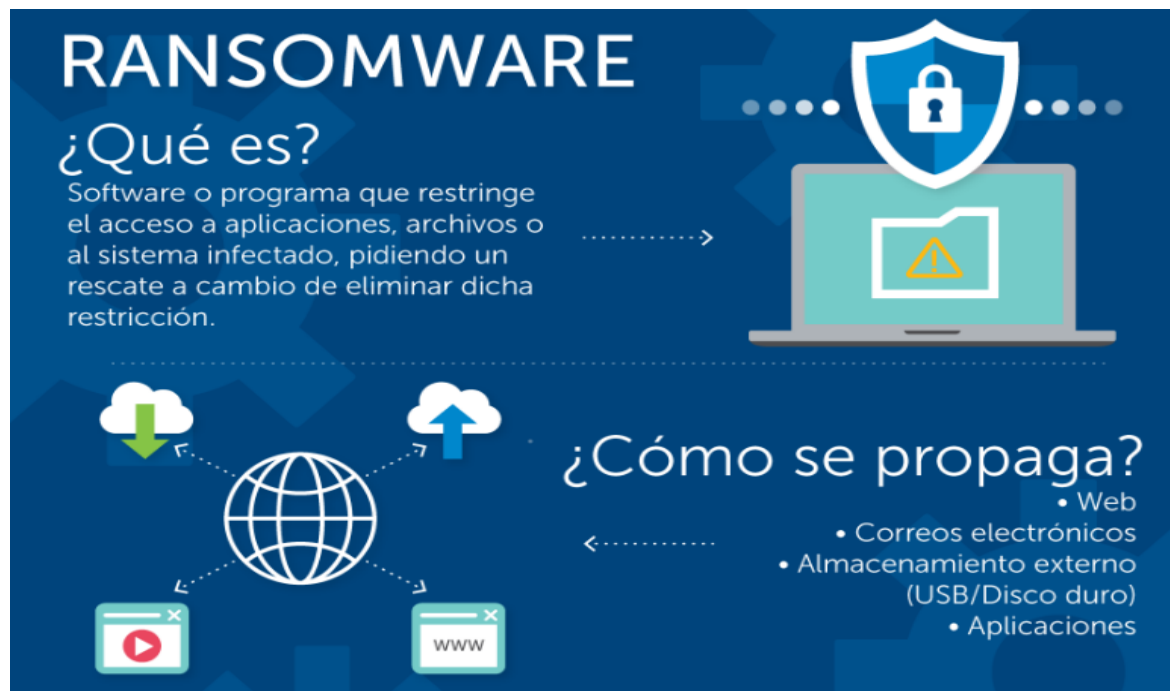 RANSOMWARE
¿Qué es?
Software o programa que restringe
el acceso a aplicaciones, archivos o
al sistema infectado, pidiendo un
rescate a cambio de eliminar dicha
restricción.
¿Cómo se propaga?
• Web
• Correos electrónicos
• Almacenamiento externo
(USB/Disco duro)
• Aplicaciones
www